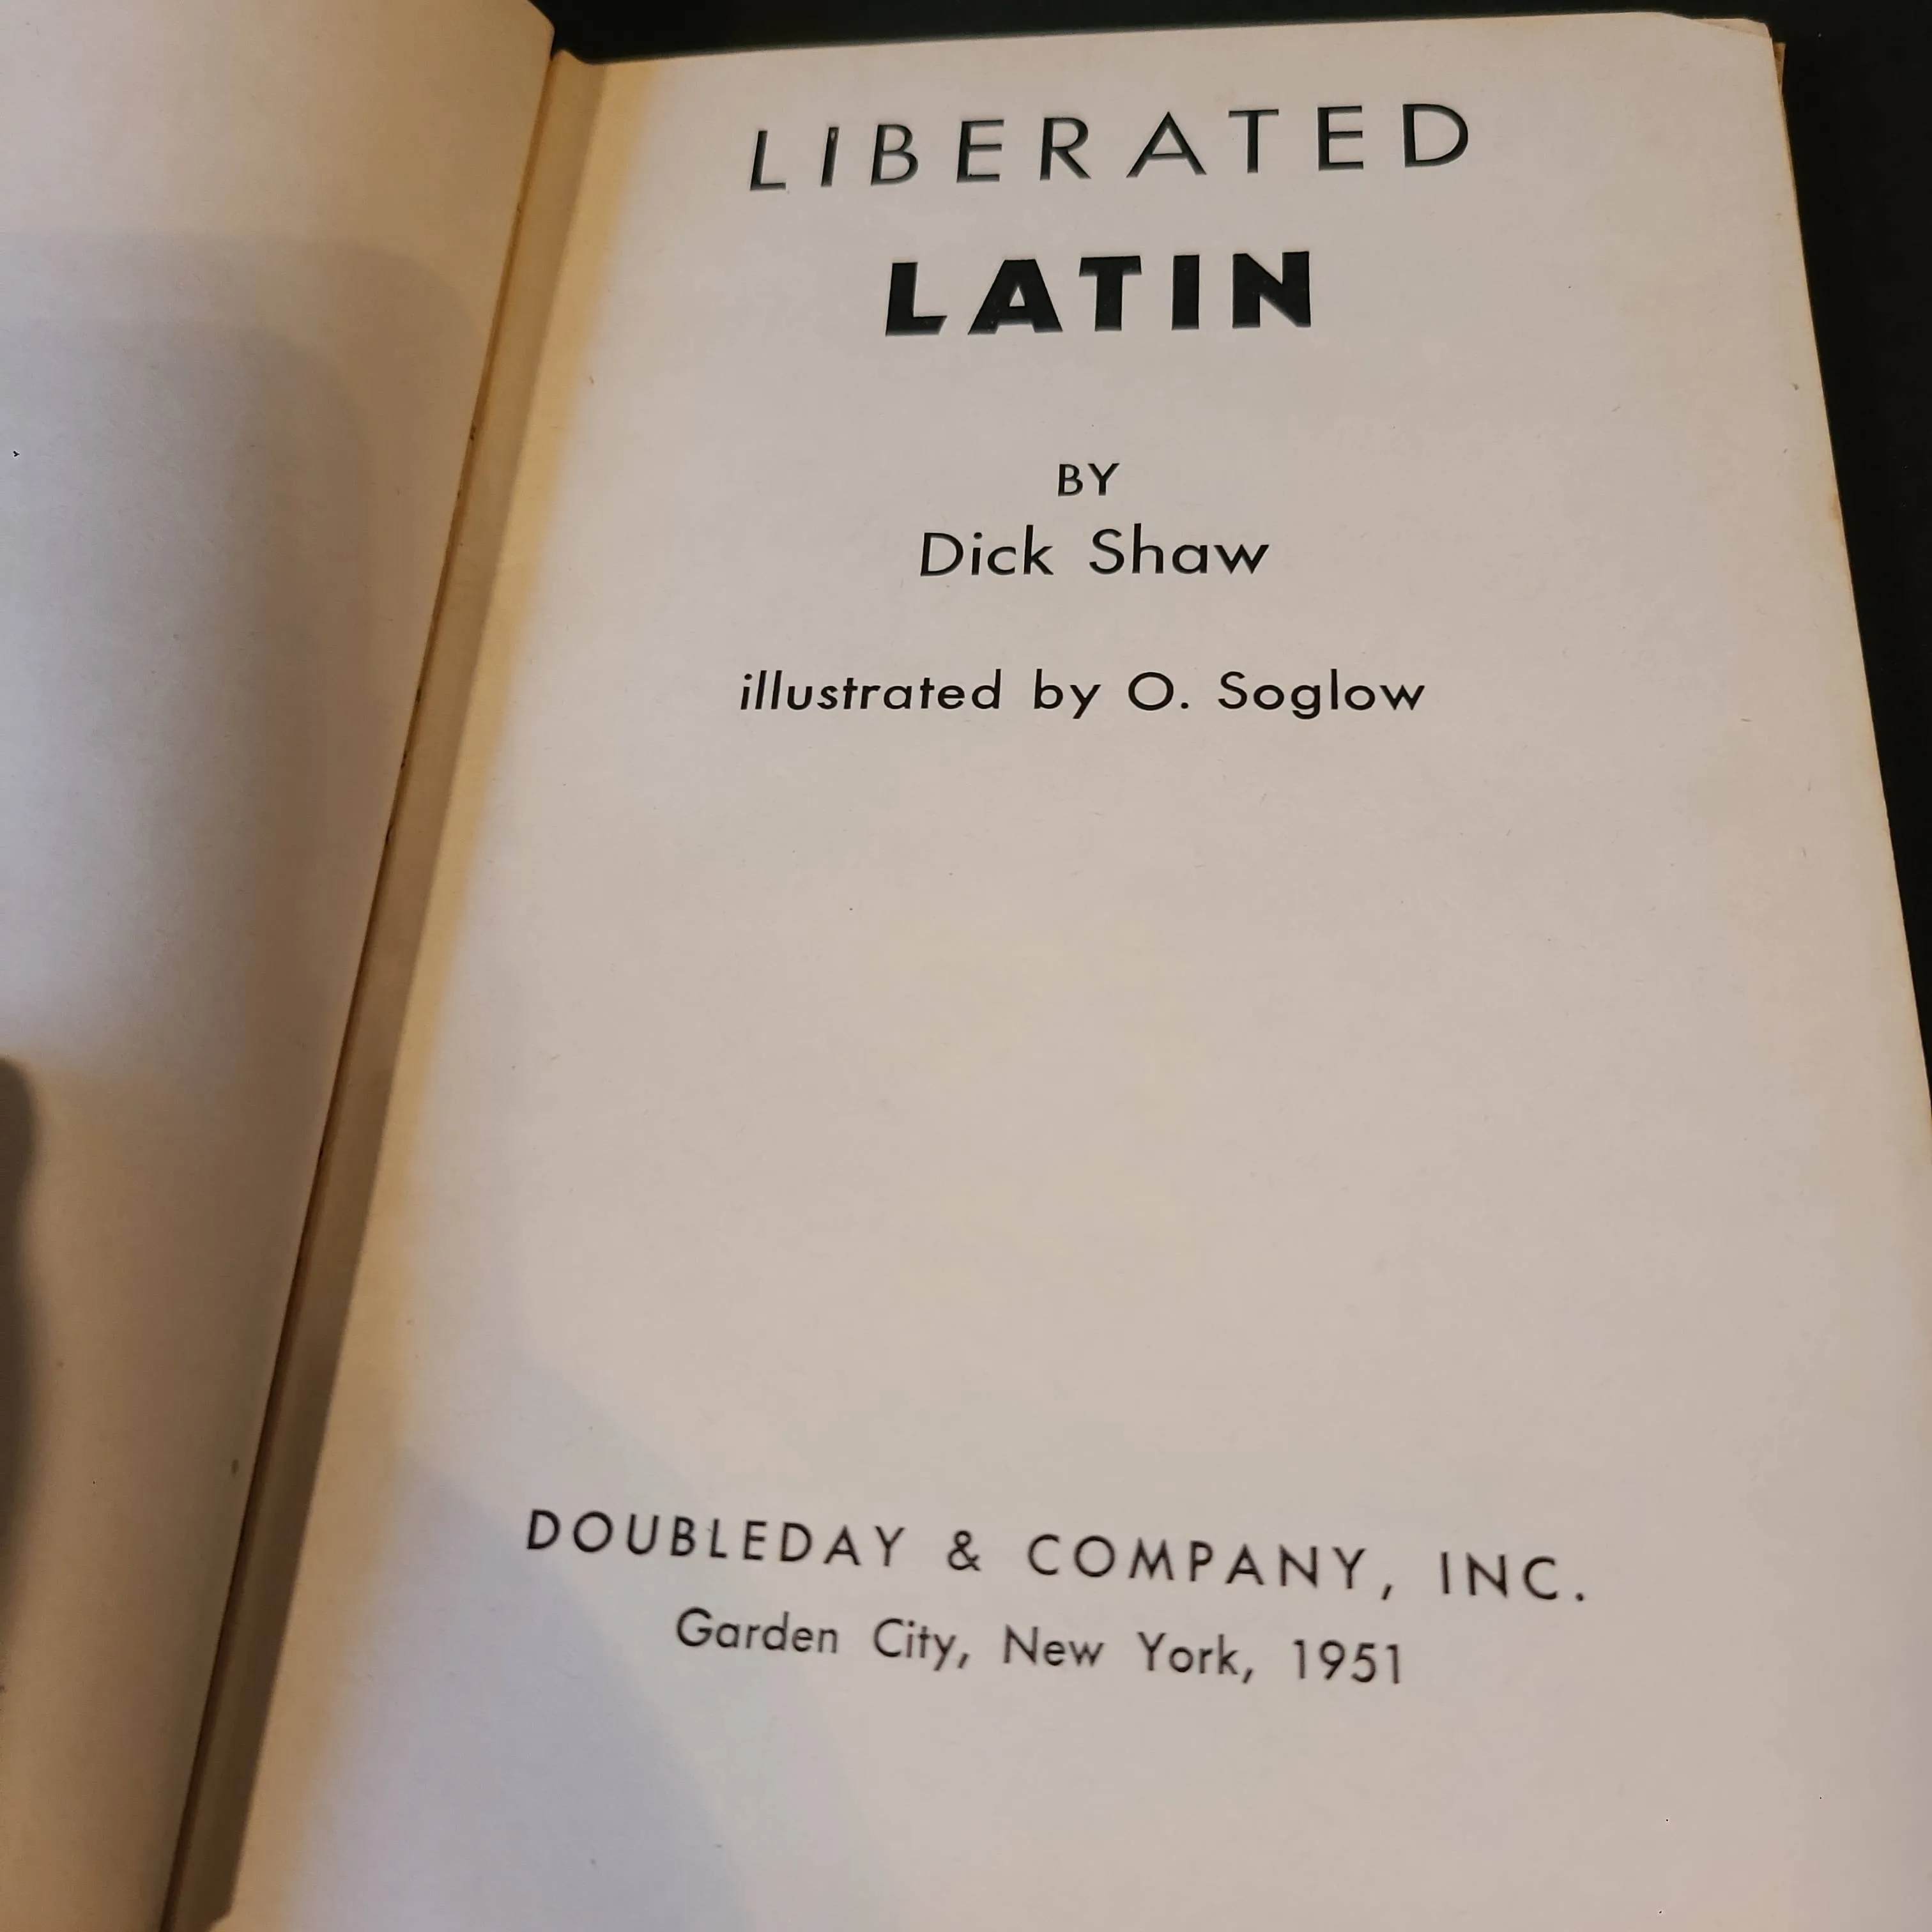 LIBERATED
LATIN
BY
Dick Shaw
illustrated by O. Soglow
DOUBLEDAY & COMPANY, INC.
Garden City, New York, 1951